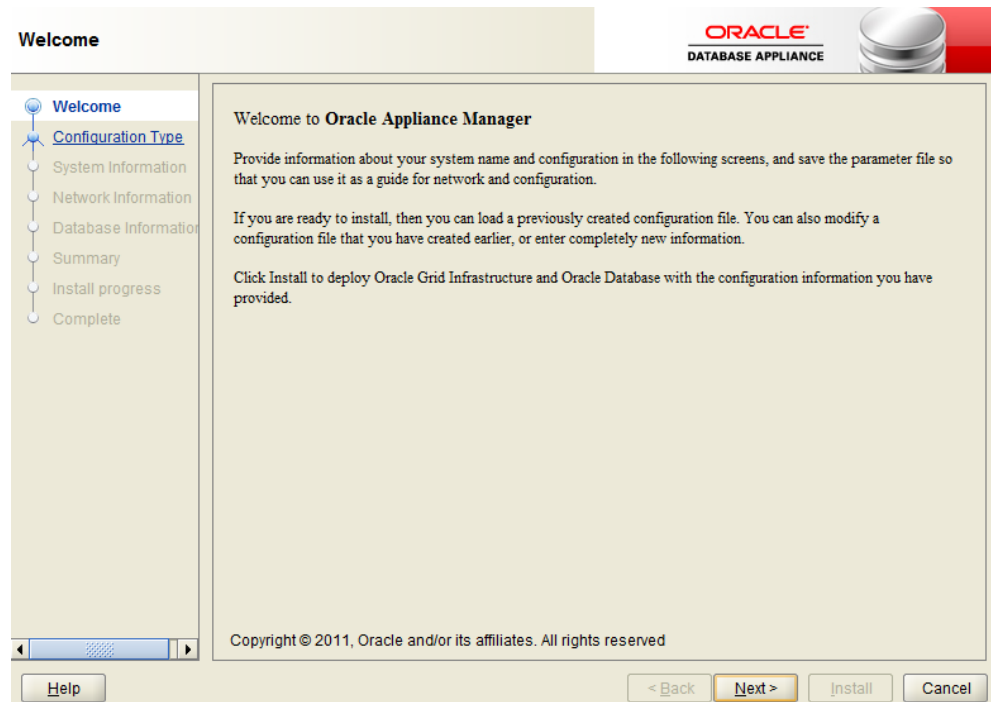 Welcome
ORACLE
DATABASE APPLIANCE
Welcome
Configuration Type
System Information
Network Information
Database Information
Summary
Install progress
Complete
Welcome to Oracle Appliance Manager
Provide information about your system name and configuration in the following screens, and save the parameter file so
that you can use it as a guide for network and configuration.
If you are ready to install, then you can load a previously created configuration file. You can also modify a
configuration file that you have created earlier, or enter completely new information.
Click Install to deploy Oracle Grid Infrastructure and Oracle Database with the configuration information you have
provided.
Copyright © 2011, Oracle and/or its affiliates. All rights reserved
Help
< Back
Next >
Install
Cancel